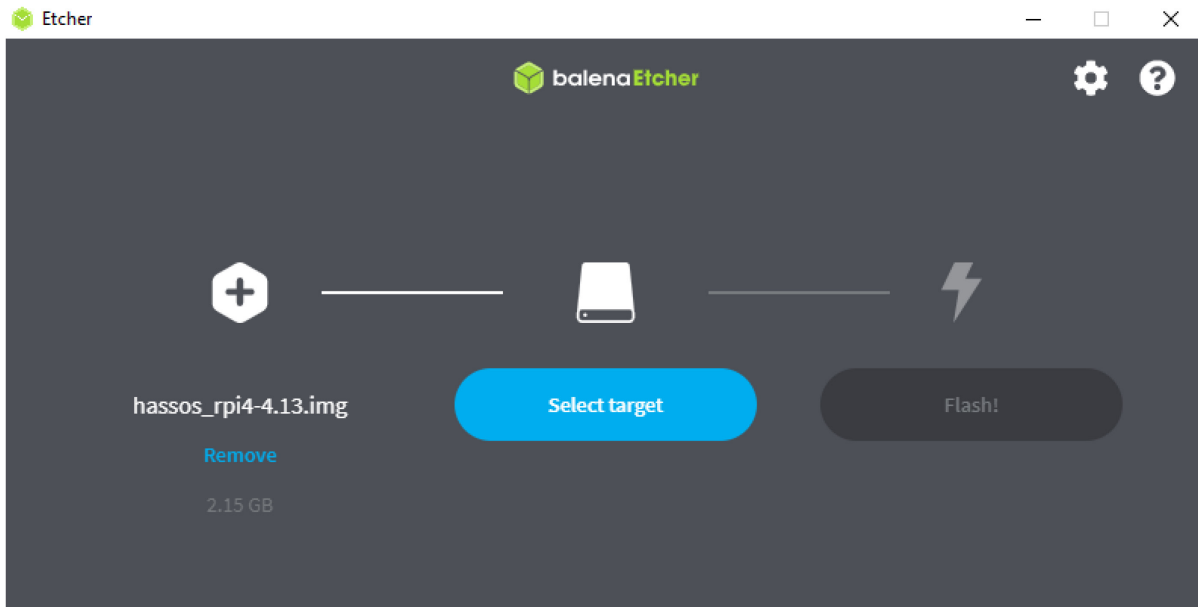 Etcher
balenaEtcher
hassos_rpi4-4.13.img
Select target
Flash!
Remove
2.15 GB